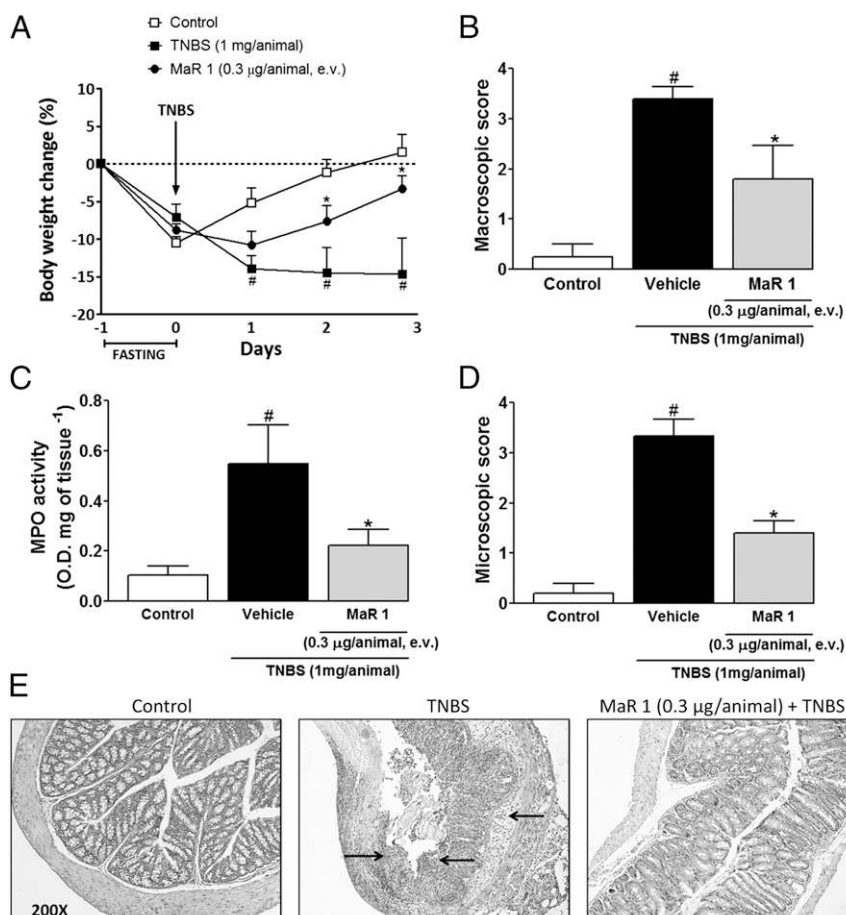 A
Control
TNBS (1 mg/animal)
MaR 1 (0.3 µg/animal, e.v.)
Body weight change (%)
10
5
0
-5
-10
-15
-20
TNBS
*
*
# # #
-1 0 1 2 3
FASTING
Days
B
Macroscopic score
4
3
2
1
0
#
*
Control Vehicle MaR 1
(0.3 µg/animal, e.v.)
TNBS (1mg/animal)
C
MPO activity
(O.D. mg of tissue -1)
0.8
0.6
0.4
0.2
0.0
#
*
Control Vehicle MaR 1
(0.3 µg/animal, e.v.)
TNBS (1mg/animal)
D
Microscopic score
4
3
2
1
0
#
*
Control Vehicle MaR 1
(0.3 µg/animal, e.v.)
TNBS (1mg/animal)
E
Control
TNBS
MaR 1 (0.3 µg/animal) + TNBS
200X